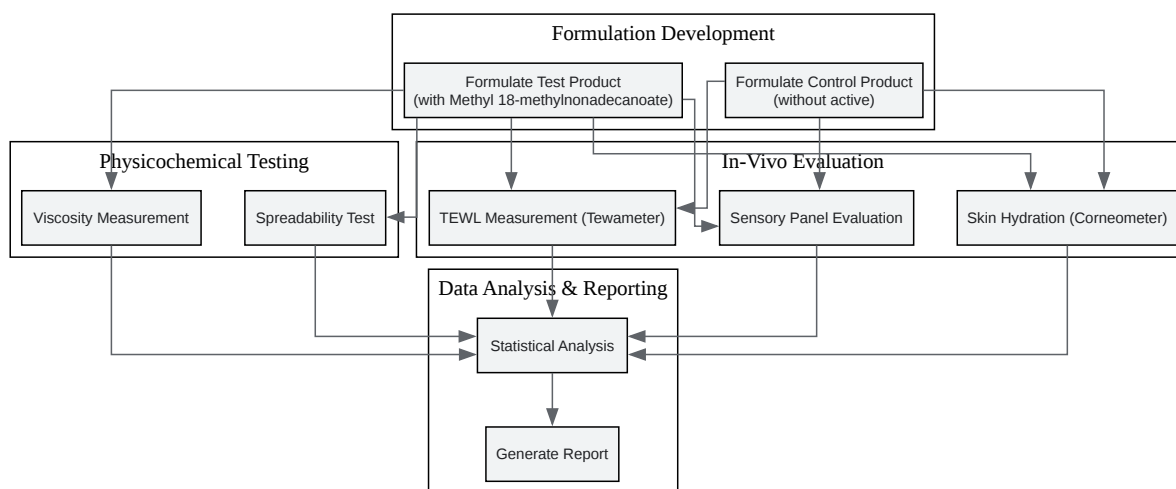 Formulation Development
Formulate Test Product
(with Methyl 18-methylnonadecanoate)
Formulate Control Product
(without active)
Physicochemical Testing
In-Vivo Evaluation
Viscosity Measurement
Spreadability Test
TEWL Measurement (Tewameter)
Sensory Panel Evaluation
Skin Hydration (Corneometer)
Data Analysis & Reporting
Statistical Analysis
Generate Report